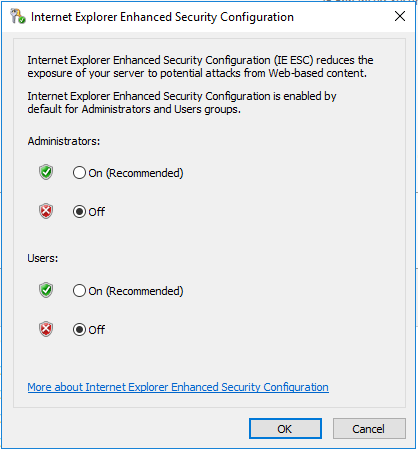 Internet Explorer Enhanced Security Configuration
Internet Explorer Enhanced Security Configuration (IE ESC) reduces the
exposure of your server to potential attacks from Web-based content.
Internet Explorer Enhanced Security Configuration is enabled by
default for Administrators and Users groups.
Administrators:
On (Recommended)
Off
Users:
On (Recommended)
Off
More about Internet Explorer Enhanced Security Configuration
OK Cancel